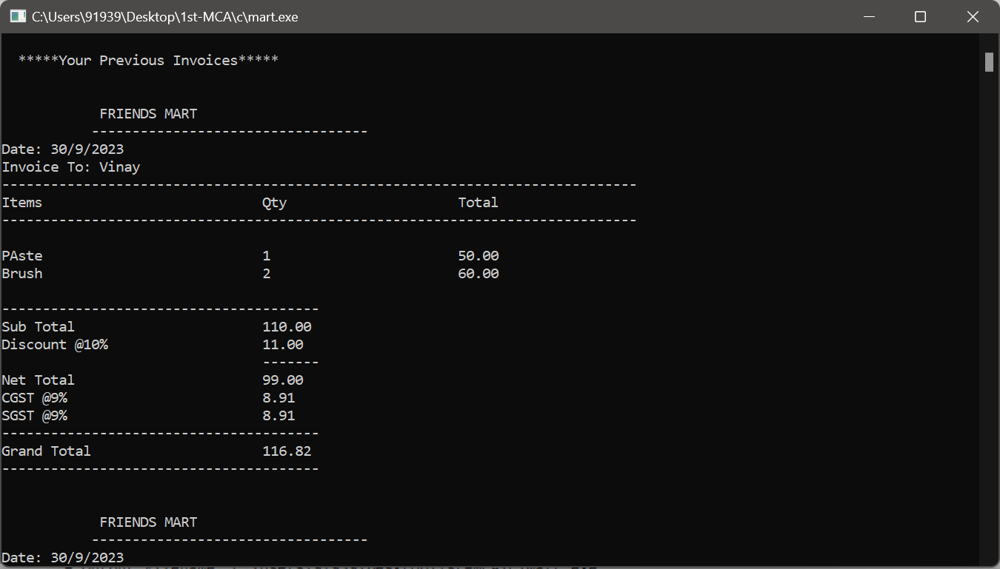 C:\Users\91939\Desktop\1st-MCA\c\mart.exe
*****Your Previous Invoices*****
FRIENDS MART
----------------------------------
Date: 30/9/2023
Invoice To: Vinay
------------------------------------------------------------------------------
Items Qty Total
------------------------------------------------------------------------------
PAste 1 50.00
Brush 2 60.00
---------------------------------------
Sub Total 110.00
Discount @10% 11.00
-------
Net Total 99.00
CGST @9% 8.91
SGST @9% 8.91
---------------------------------------
Grand Total 116.82
---------------------------------------
FRIENDS MART
----------------------------------
Date: 30/9/2023